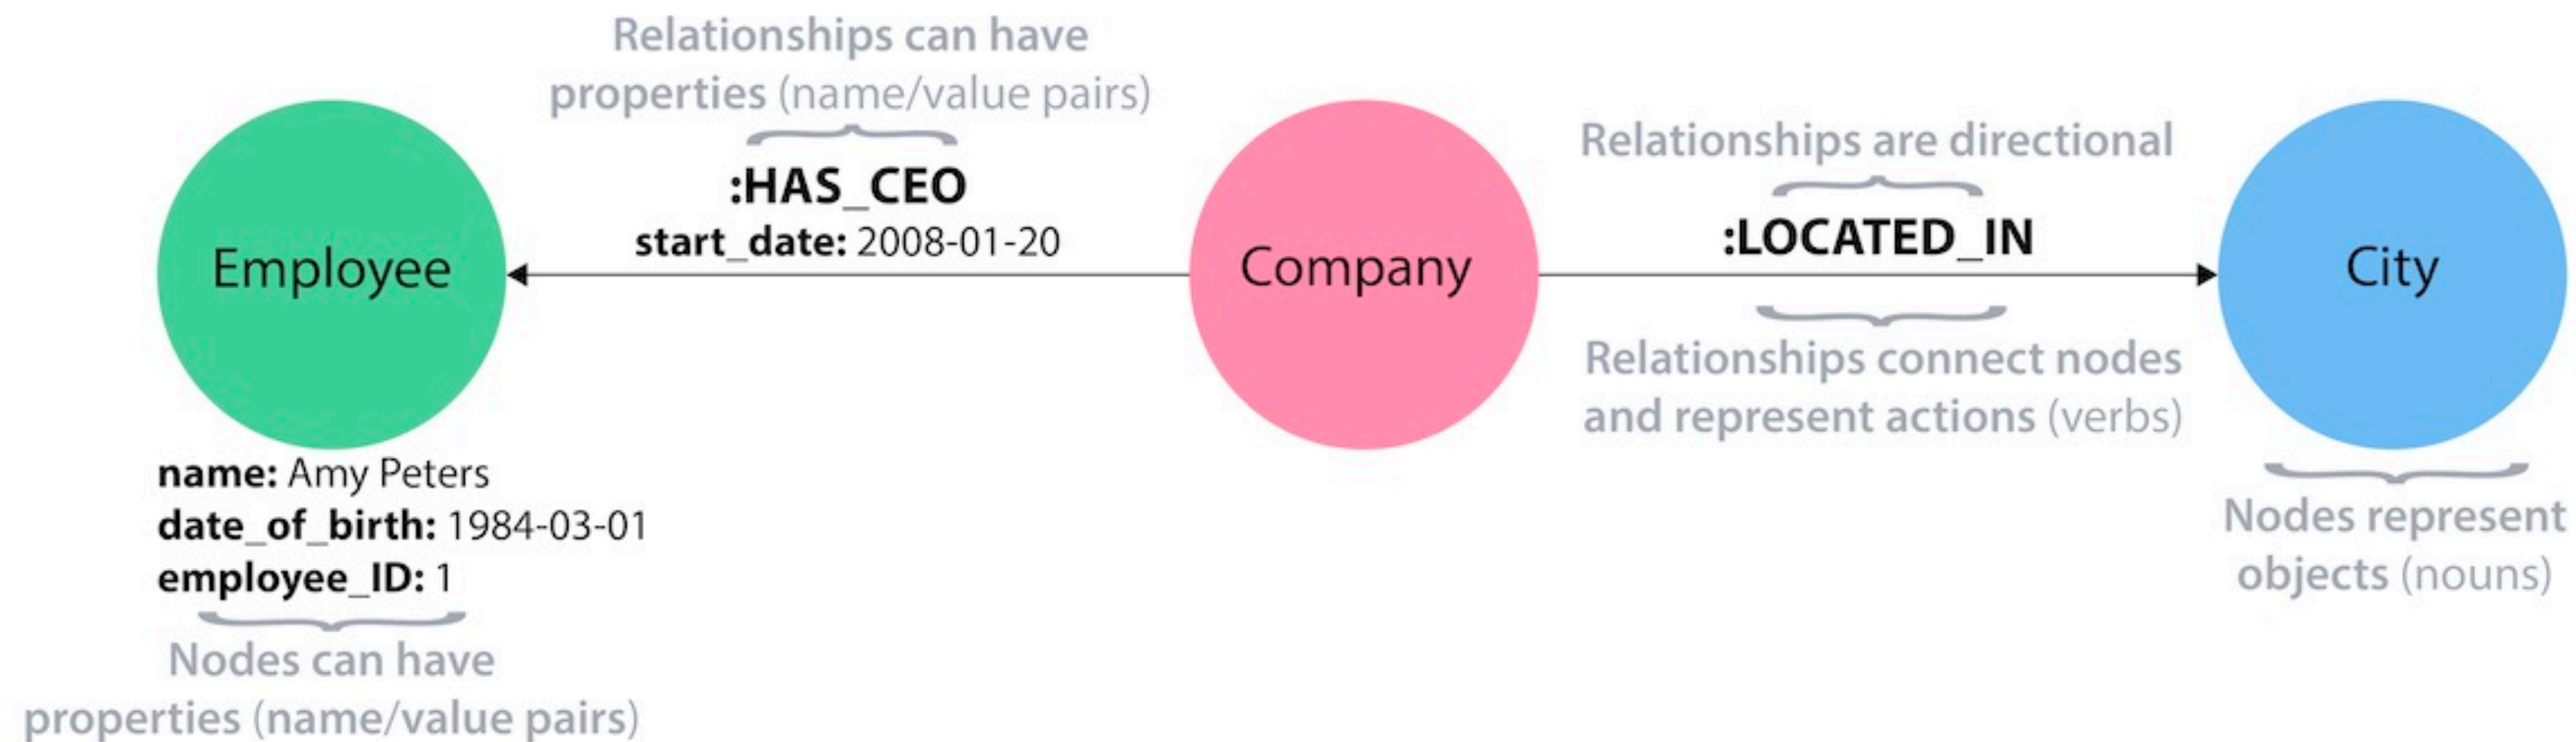 Relationships can have
properties (name/value pairs)
:HAS_CEO
start_date: 2008-01-20
Employee
name: Amy Peters
date_of_birth: 1984-03-01
employee_ID: 1
Nodes can have
properties (name/value pairs)
Company
Relationships are directional
:LOCATED_IN
Relationships connect nodes
and represent actions (verbs)
City
Nodes represent
objects (nouns)